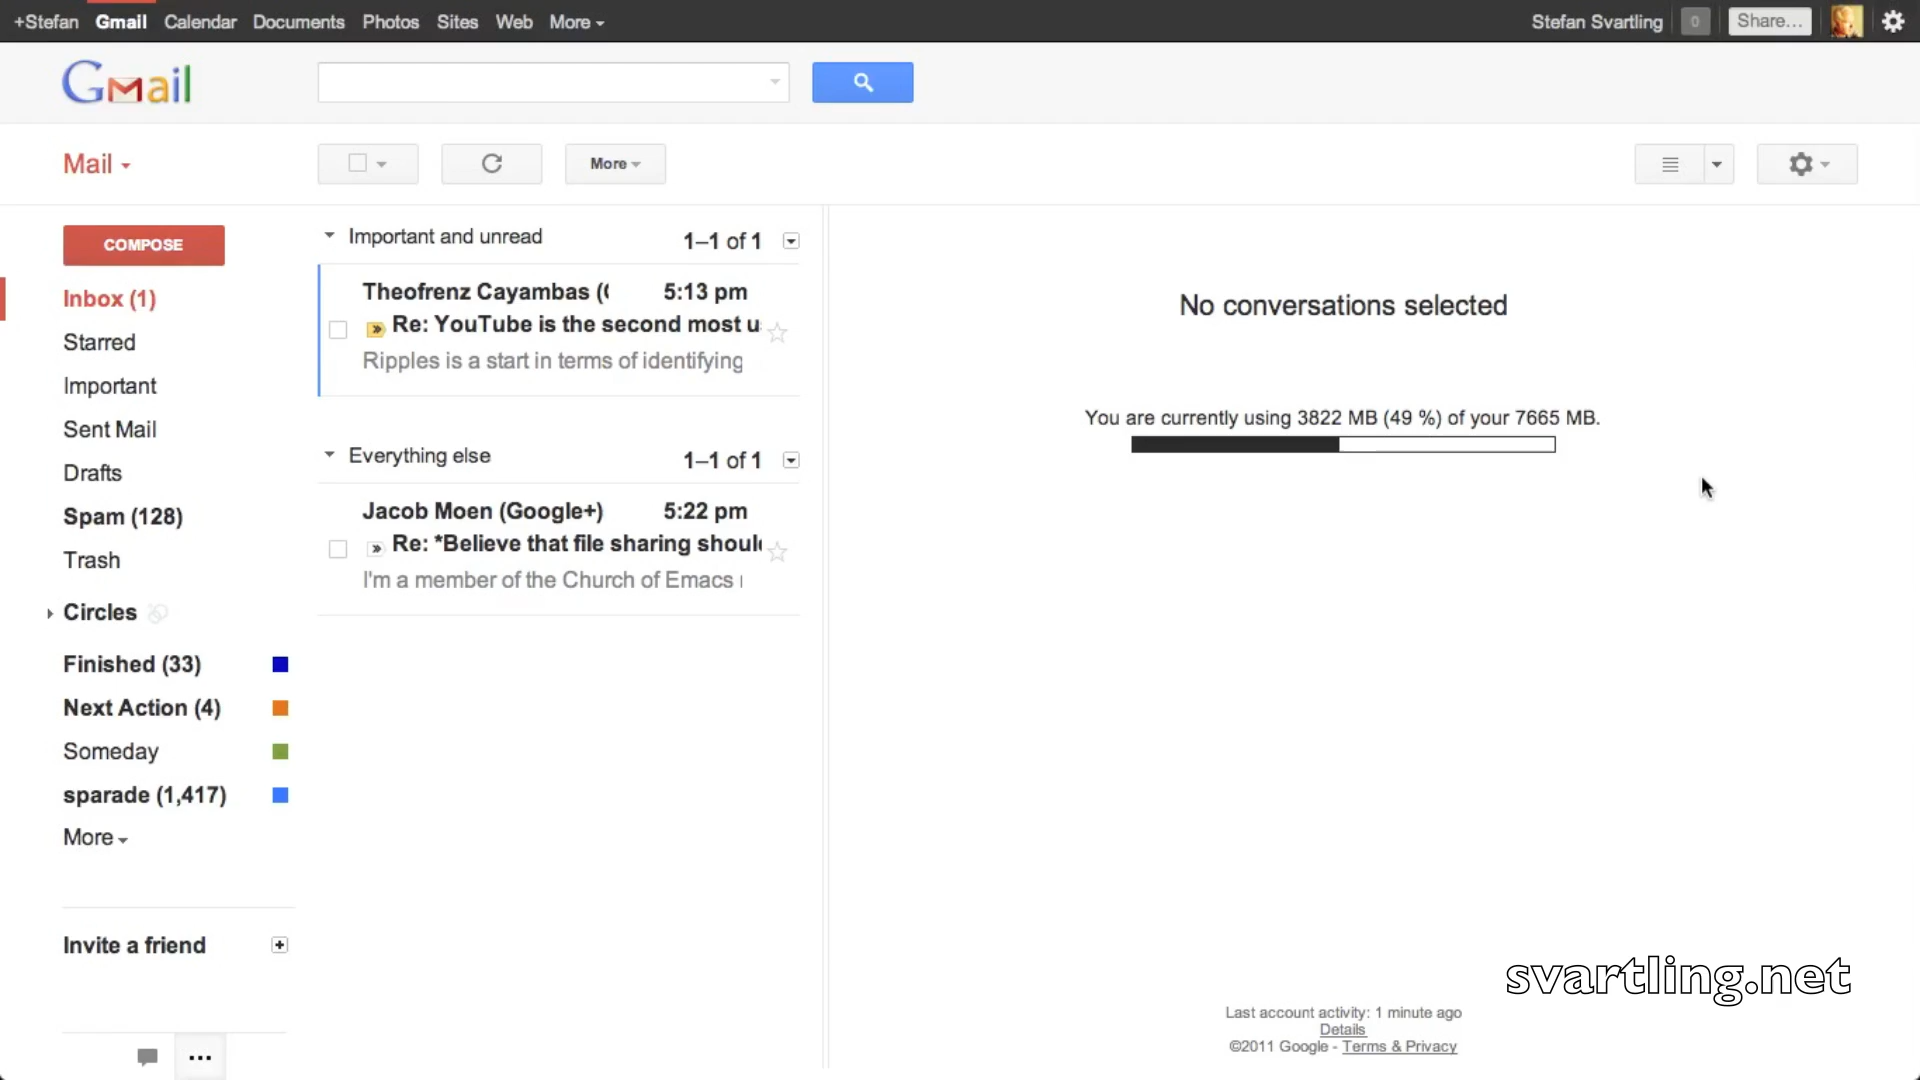 +Stefan Gmail Calendar Documents Photos Sites Web More
Stefan Svartling 0 Share...
Gmail
Mail
More
COMPOSE
Inbox (1)
Starred
Important
Sent Mail
Drafts
Spam (128)
Trash
Circles
Finished (33)
Next Action (4)
Someday
sparade (1,417)
More
Invite a friend
Important and unread 1–1 of 1
Theofrenz Cayambas (G 5:13 pm
Re: YouTube is the second most u
Ripples is a start in terms of identifying
Everything else 1–1 of 1
Jacob Moen (Google+) 5:22 pm
Re: *Believe that file sharing shoul
I'm a member of the Church of Emacs
No conversations selected
You are currently using 3822 MB (49 %) of your 7665 MB.
svartling.net
Last account activity: 1 minute ago
Details
©2011 Google - Terms & Privacy